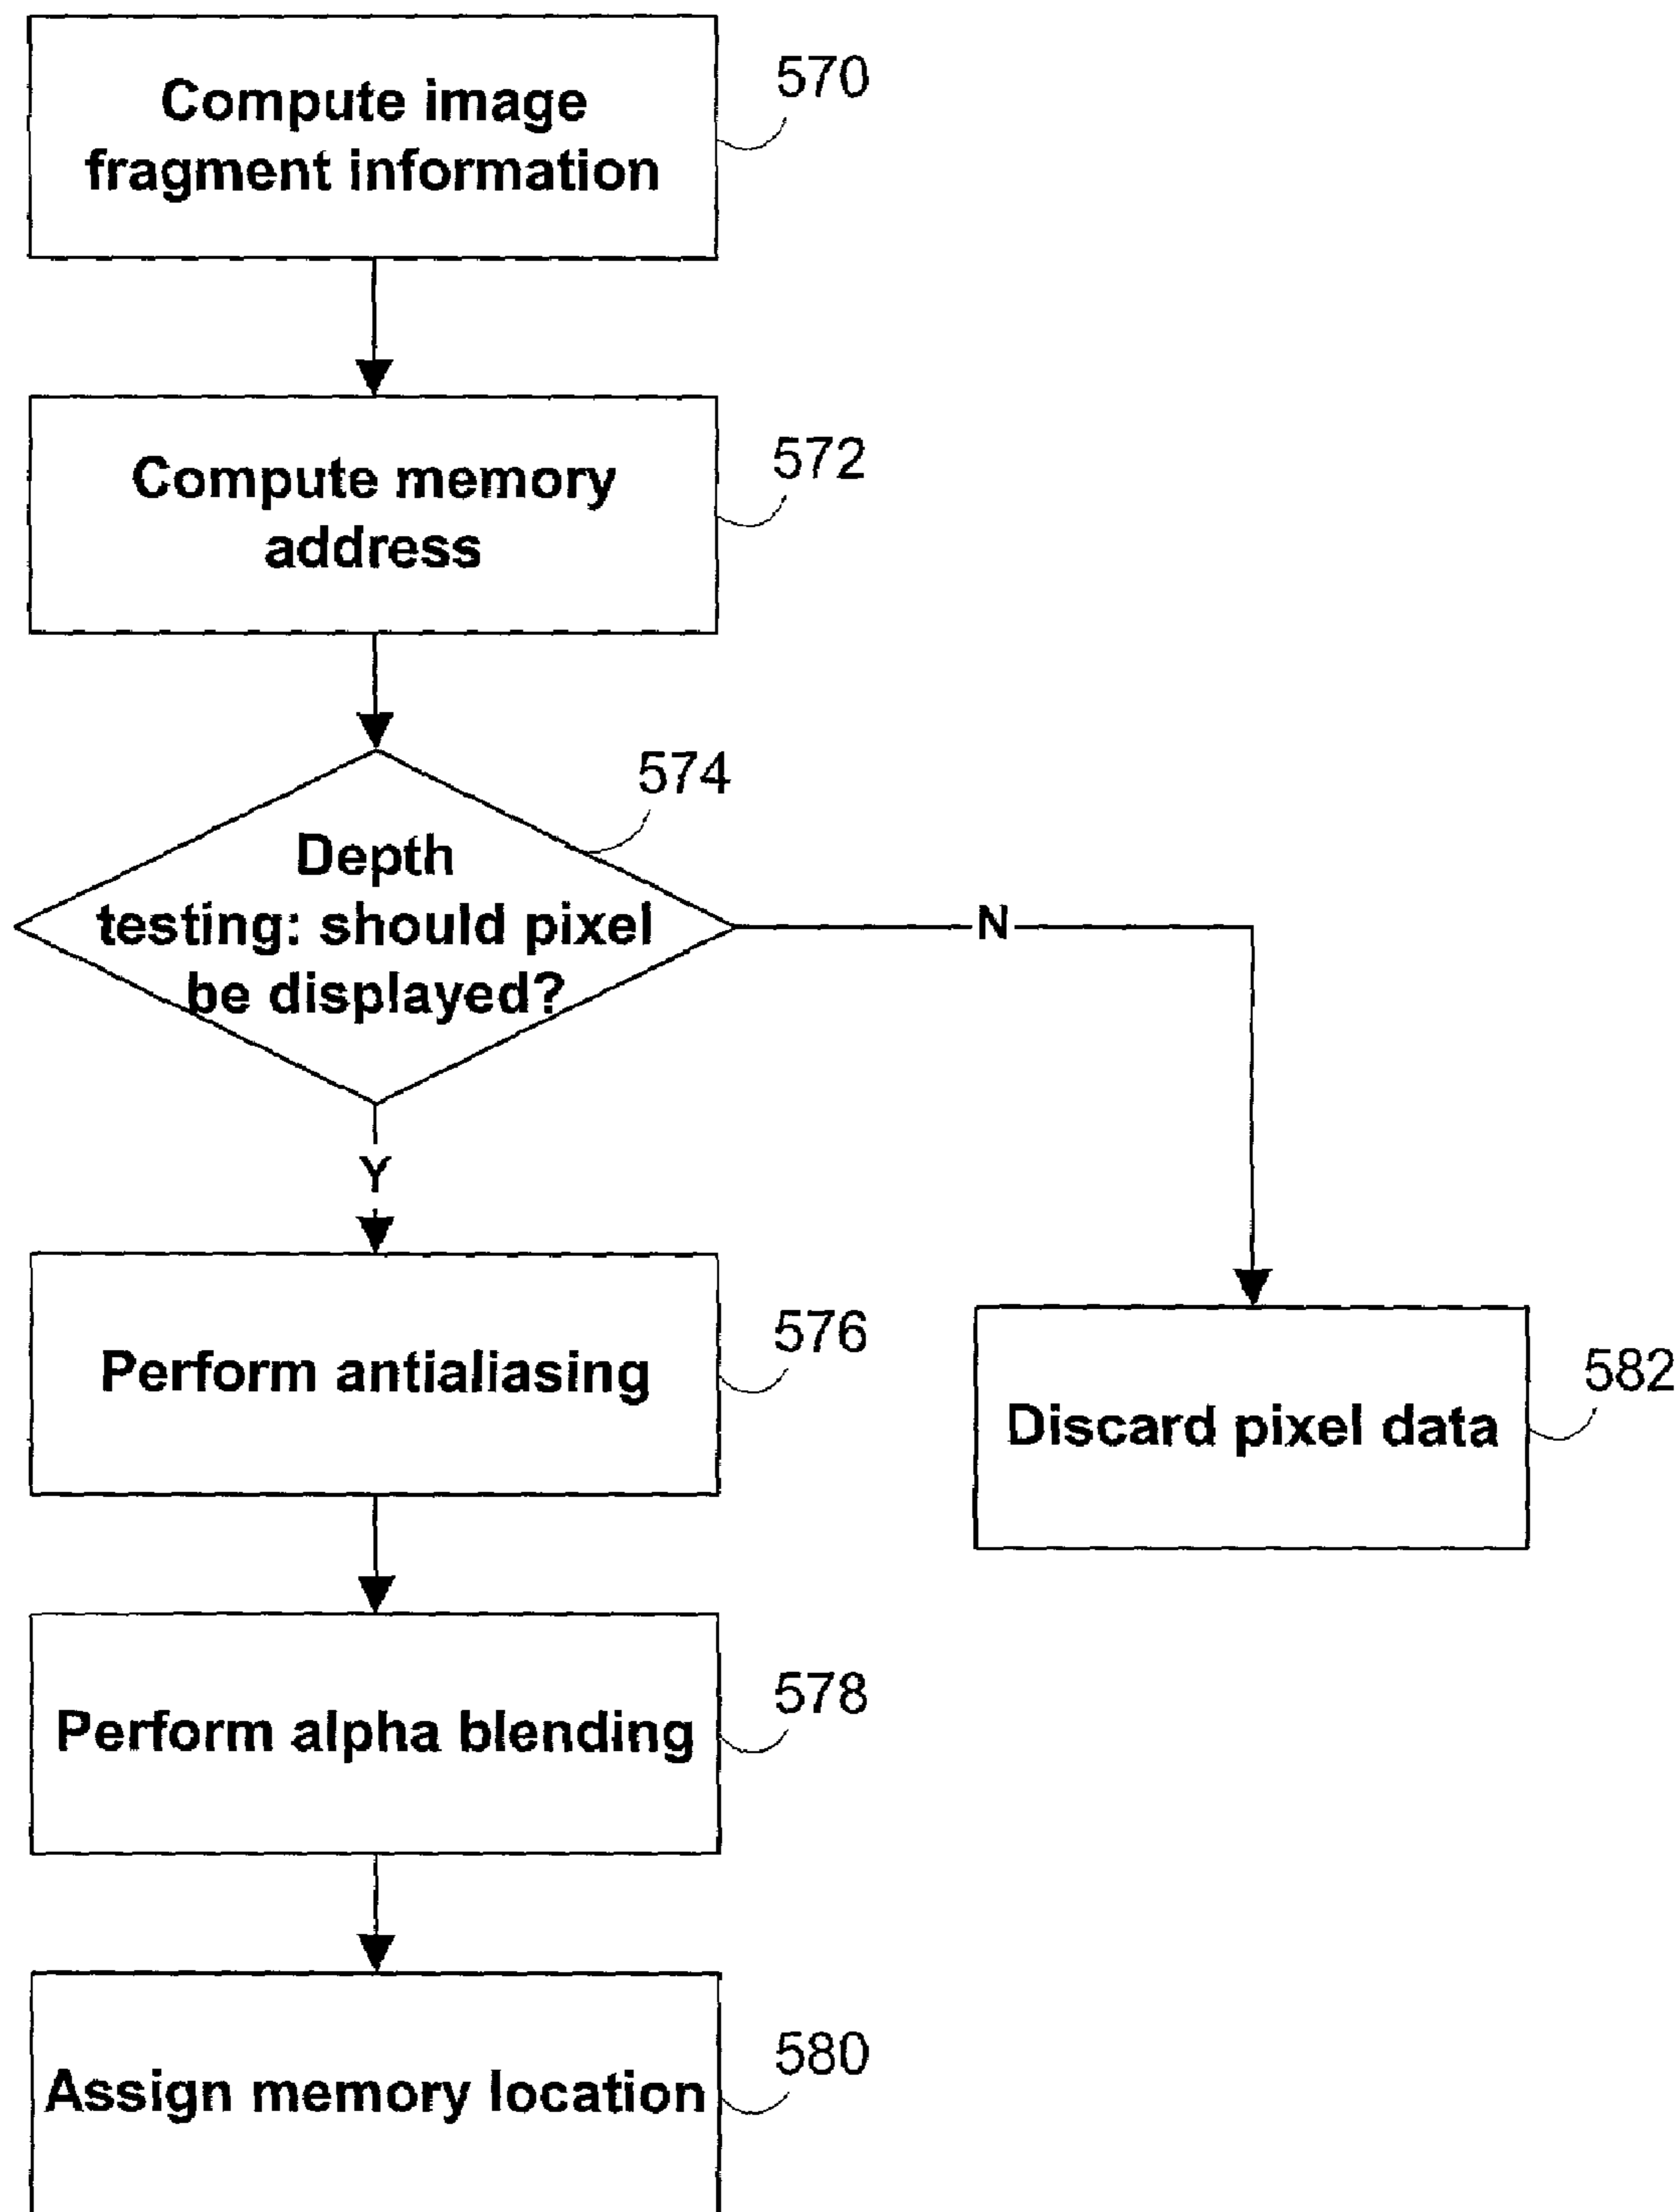 Compute image
fragment information
570
Compute memory
address
572
574
Depth
testing: should pixel
be displayed?
N
Y
Perform antialiasing
576
Discard pixel data
582
Perform alpha blending
578
Assign memory location
580